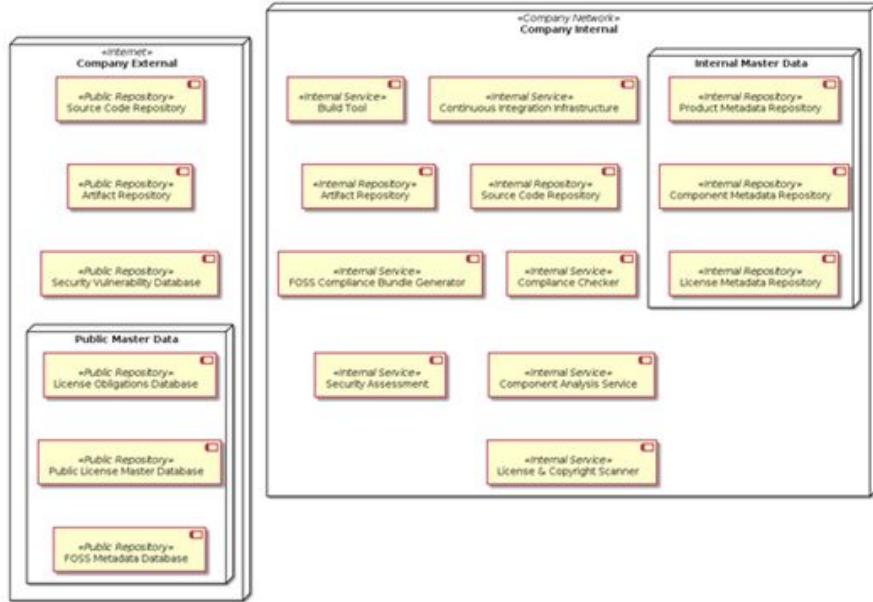 «Internet»
Company External
«Public Repository»
Source Code Repository
«Public Repository»
Artifact Repository
«Public Repository»
Security Vulnerability Database
Public Master Data
«Public Repository»
License Obligations Database
«Public Repository»
Public License Master Database
«Public Repository»
FOSS Metadata Database
«Company Network»
Company Internal
«Internal Service»
Build Tool
«Internal Service»
Continuous Integration Infrastructure
«Internal Repository»
Artifact Repository
«Internal Repository»
Source Code Repository
«Internal Service»
FOSS Compliance Bundle Generator
«Internal Service»
Compliance Checker
«Internal Service»
Security Assessment
«Internal Service»
Component Analysis Service
«Internal Service»
License & Copyright Scanner
Internal Master Data
«Internal Repository»
Product Metadata Repository
«Internal Repository»
Component Metadata Repository
«Internal Repository»
License Metadata Repository